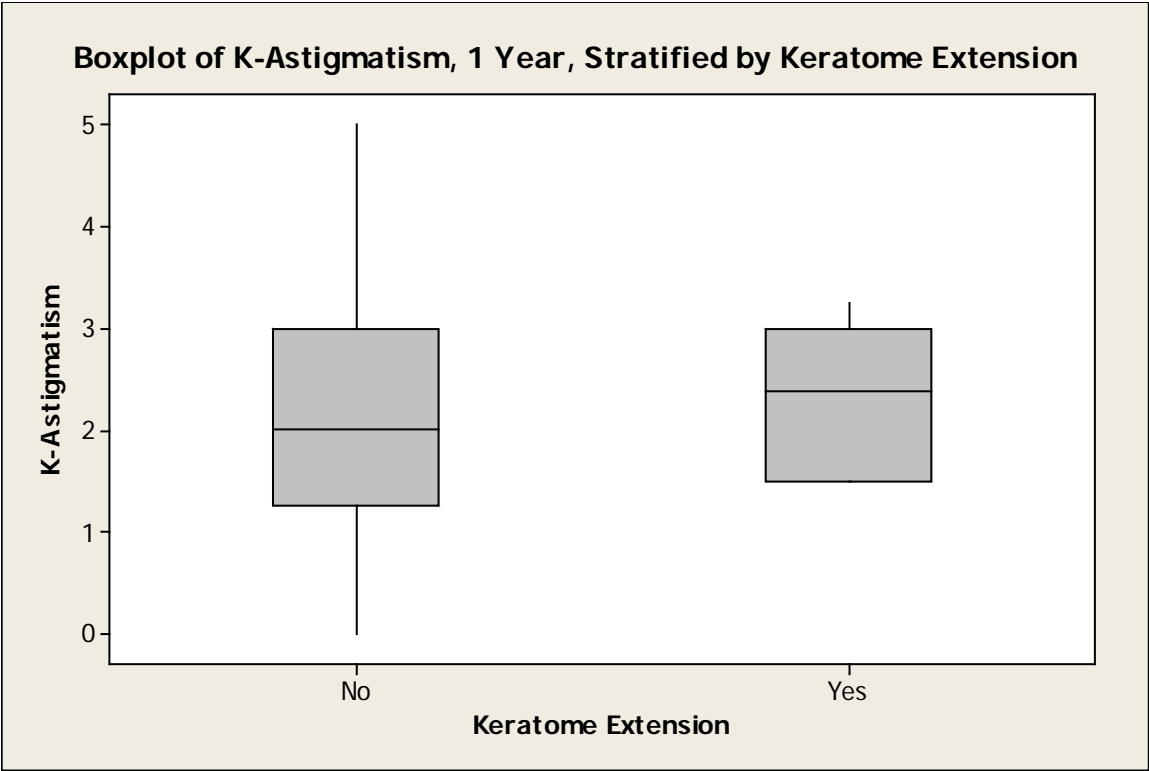 Boxplot of K-Astigmatism, 1 Year, Stratified by Keratome Extension
5
4
3
2
1
0
K-Astigmatism
No Yes
Keratome Extension